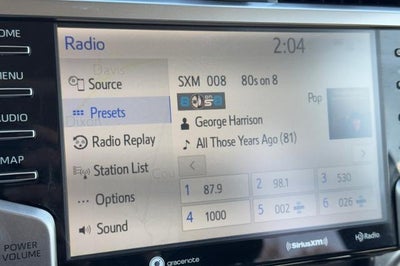 HOME
MENU
AUDIO
MAP
POWER
VOLUME
Radio
2:04
Source
Presets
Radio Replay
Station List
Options
Sound
SXM 008 80s on 8
Pop
George Harrison
All Those Years Ago (81)
1 87.9
2 98.1
3 530
4 1000
5 002
6 026
gracenote
SiriusXM
HD Radio